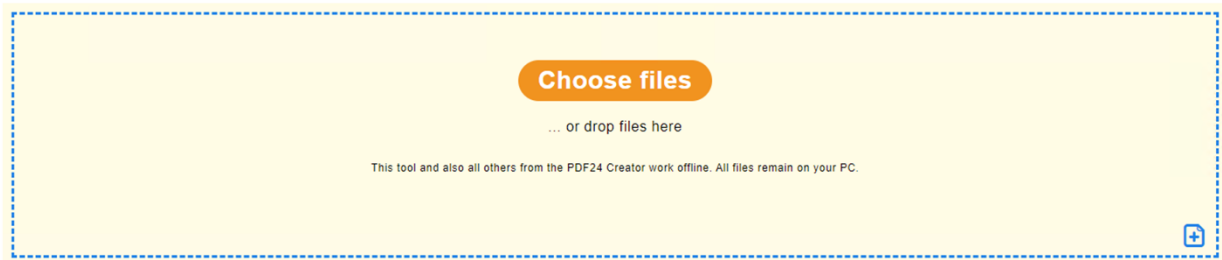 Choose files
... or drop files here
This tool and also all others from the PDF24 Creator work offline. All files remain on your PC.